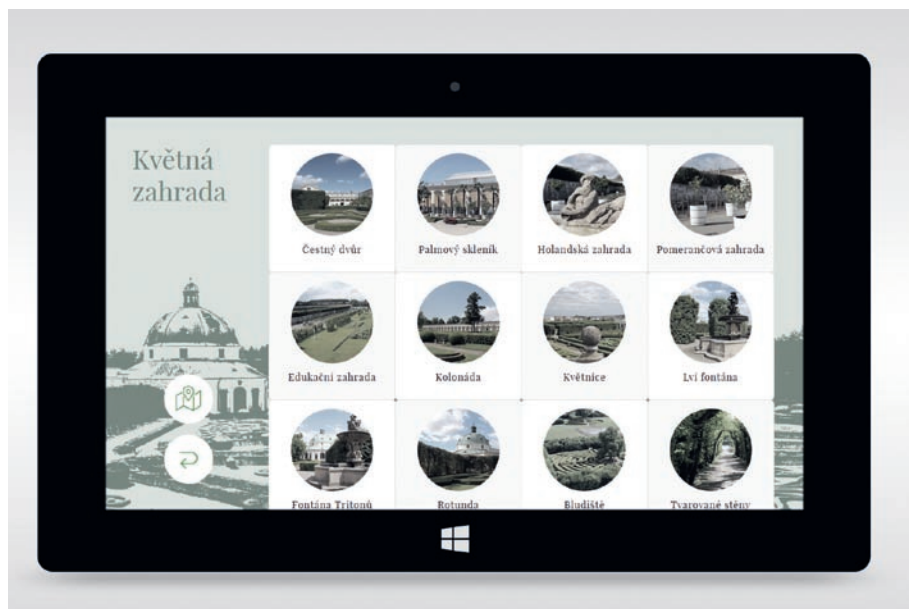 Květná
zahrada
Čestný dvůr
Palmový skleník
Holandská zahrada
Pomerančová zahrada
Edukační zahrada
Kolonáda
Květnice
Lví fontána
Fontána Tritonů
Rotunda
Bludiště
Tvarované stěny